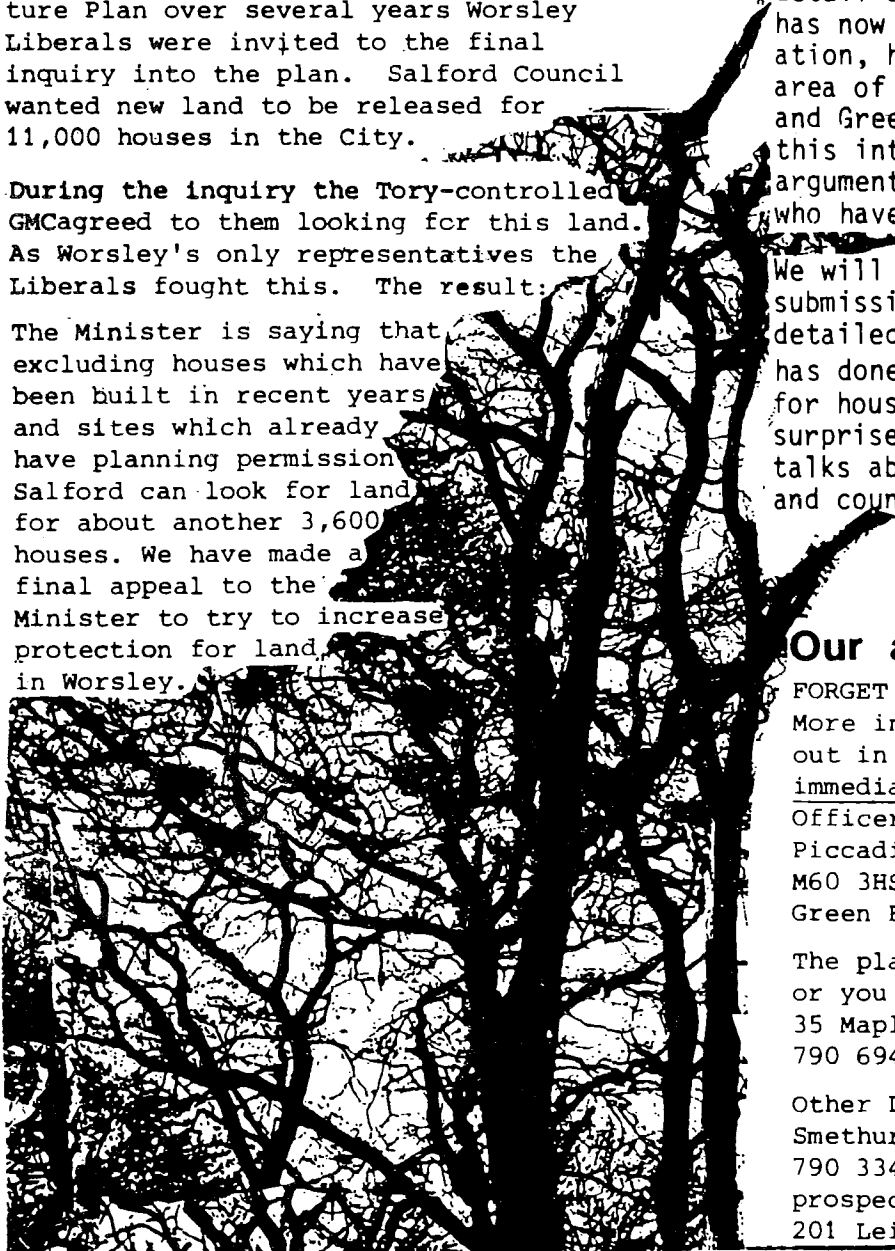 ture Plan over several years Worsley
Liberals were invited to the final
inquiry into the plan. Salford Council
wanted new land to be released for
11,000 houses in the City.
During the inquiry the Tory-controlled
GMCagreed to them looking for this land.
As Worsley's only representatives the
Liberals fought this. The result:
The Minister is saying that
excluding houses which have
been built in recent years
and sites which already
have planning permission
Salford can look for land
for about another 3,600
houses. We have made a
final appeal to the
Minister to try to increase
protection for land
in Worsley.
has now
ation, h
area of
and Gree
this int
argument
who have
We will
submissi
detailed
has done
for hous
surprise
talks ab
and coun
Our a
FORGET
More in
out in
immedia
Officer
Piccadi
M60 3HS
Green B
The pla
or you
35 Mapl
790 694
Other L
Smethur
790 334
prospec
201 Lei